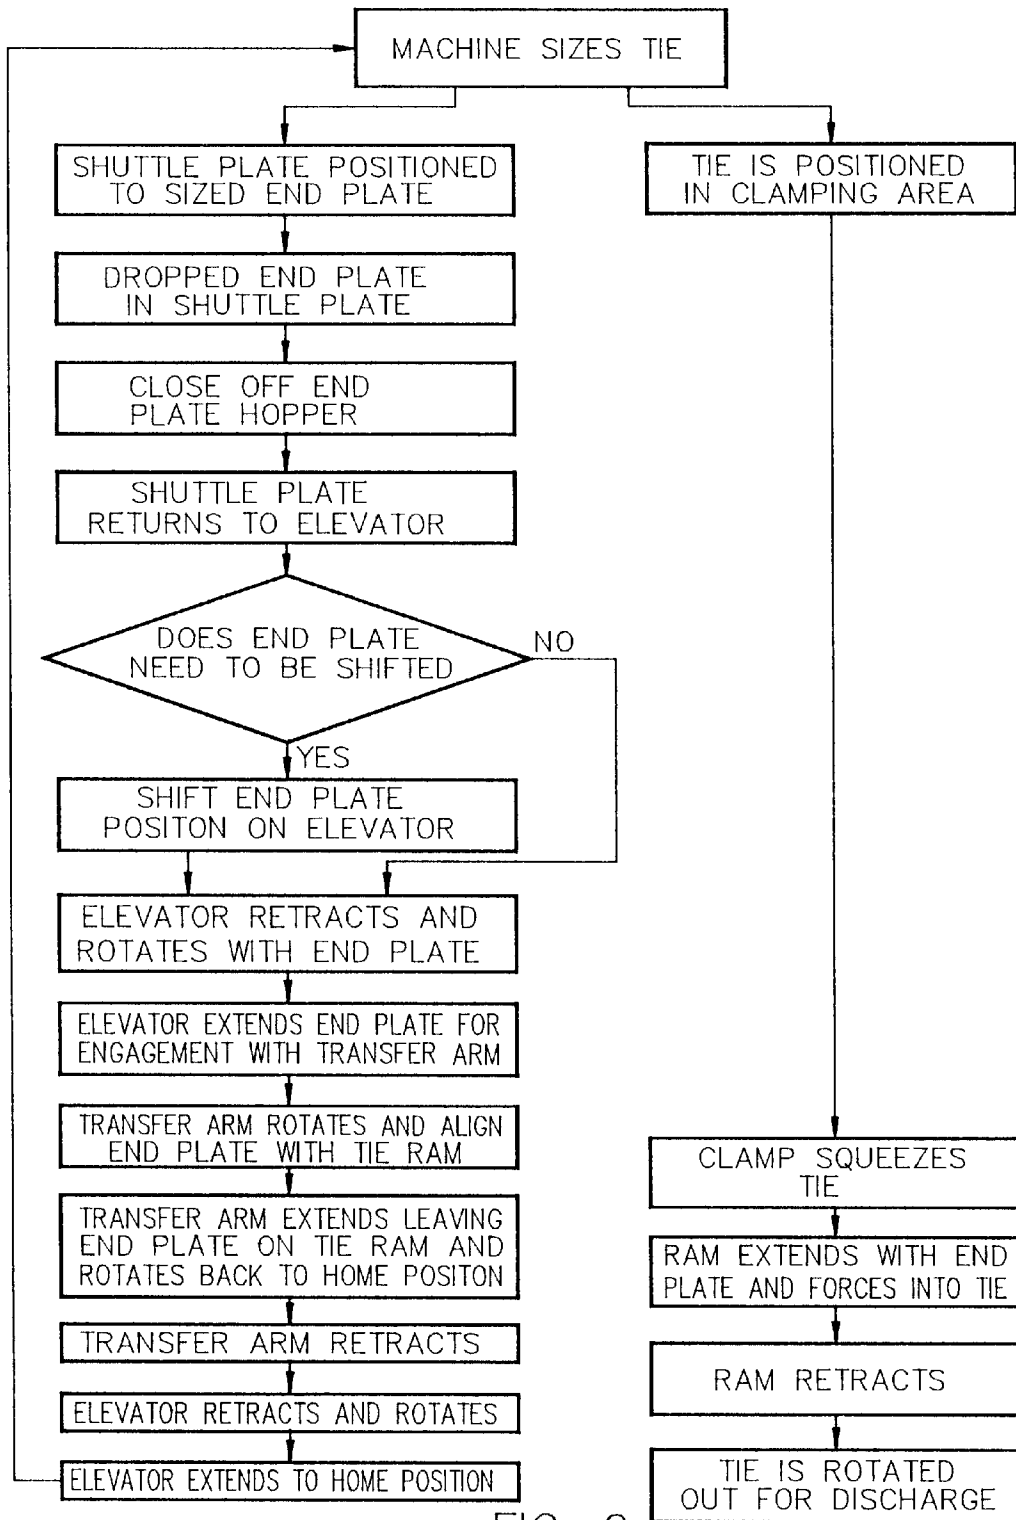 MACHINE SIZES TIE
SHUTTLE PLATE POSITIONED
TO SIZED END PLATE
DROPPED END PLATE
IN SHUTTLE PLATE
CLOSE OFF END
PLATE HOPPER
SHUTTLE PLATE
RETURNS TO ELEVATOR
DOES END PLATE
NEED TO BE SHIFTED
NO
YES
SHIFT END PLATE
POSITON ON ELEVATOR
ELEVATOR RETRACTS AND
ROTATES WITH END PLATE
ELEVATOR EXTENDS END PLATE FOR
ENGAGEMENT WITH TRANSFER ARM
TRANSFER ARM ROTATES AND ALIGN
END PLATE WITH TIE RAM
TRANSFER ARM EXTENDS LEAVING
END PLATE ON TIE RAM AND
ROTATES BACK TO HOME POSITON
TRANSFER ARM RETRACTS
ELEVATOR RETRACTS AND ROTATES
ELEVATOR EXTENDS TO HOME POSITION
TIE IS POSITIONED
IN CLAMPING AREA
CLAMP SQUEEZES
TIE
RAM EXTENDS WITH END
PLATE AND FORCES INTO TIE
RAM RETRACTS
TIE IS ROTATED
OUT FOR DISCHARGE
FIG.